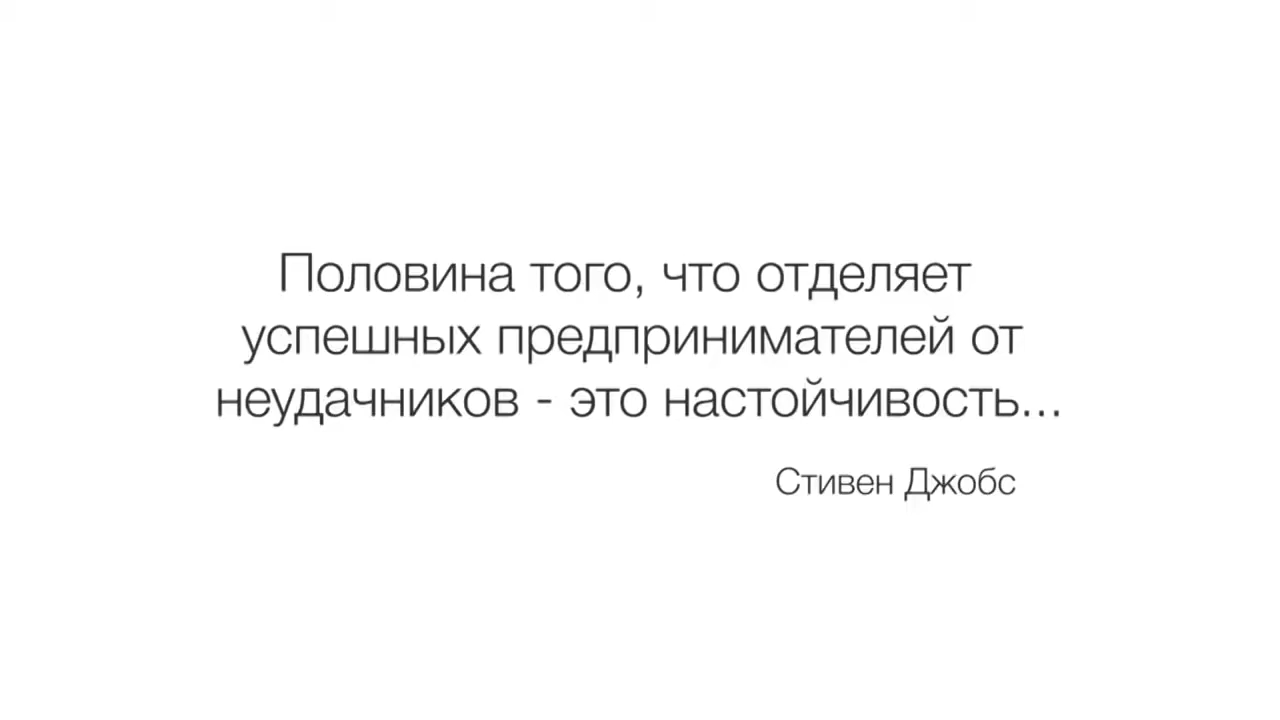 Половина того, что отделяет
успешных предпринимателей от
неудачников - это настойчивость...
Стивен Джобс